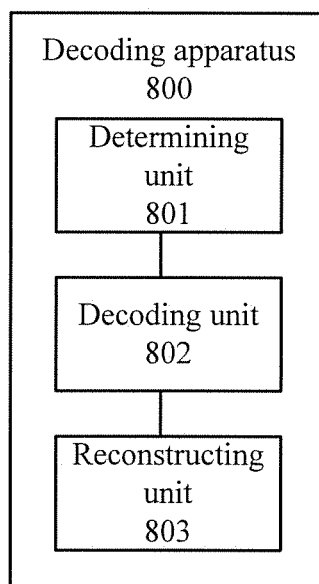 Decoding apparatus
800
Determining
unit
801
Decoding unit
802
Reconstructing
unit
803